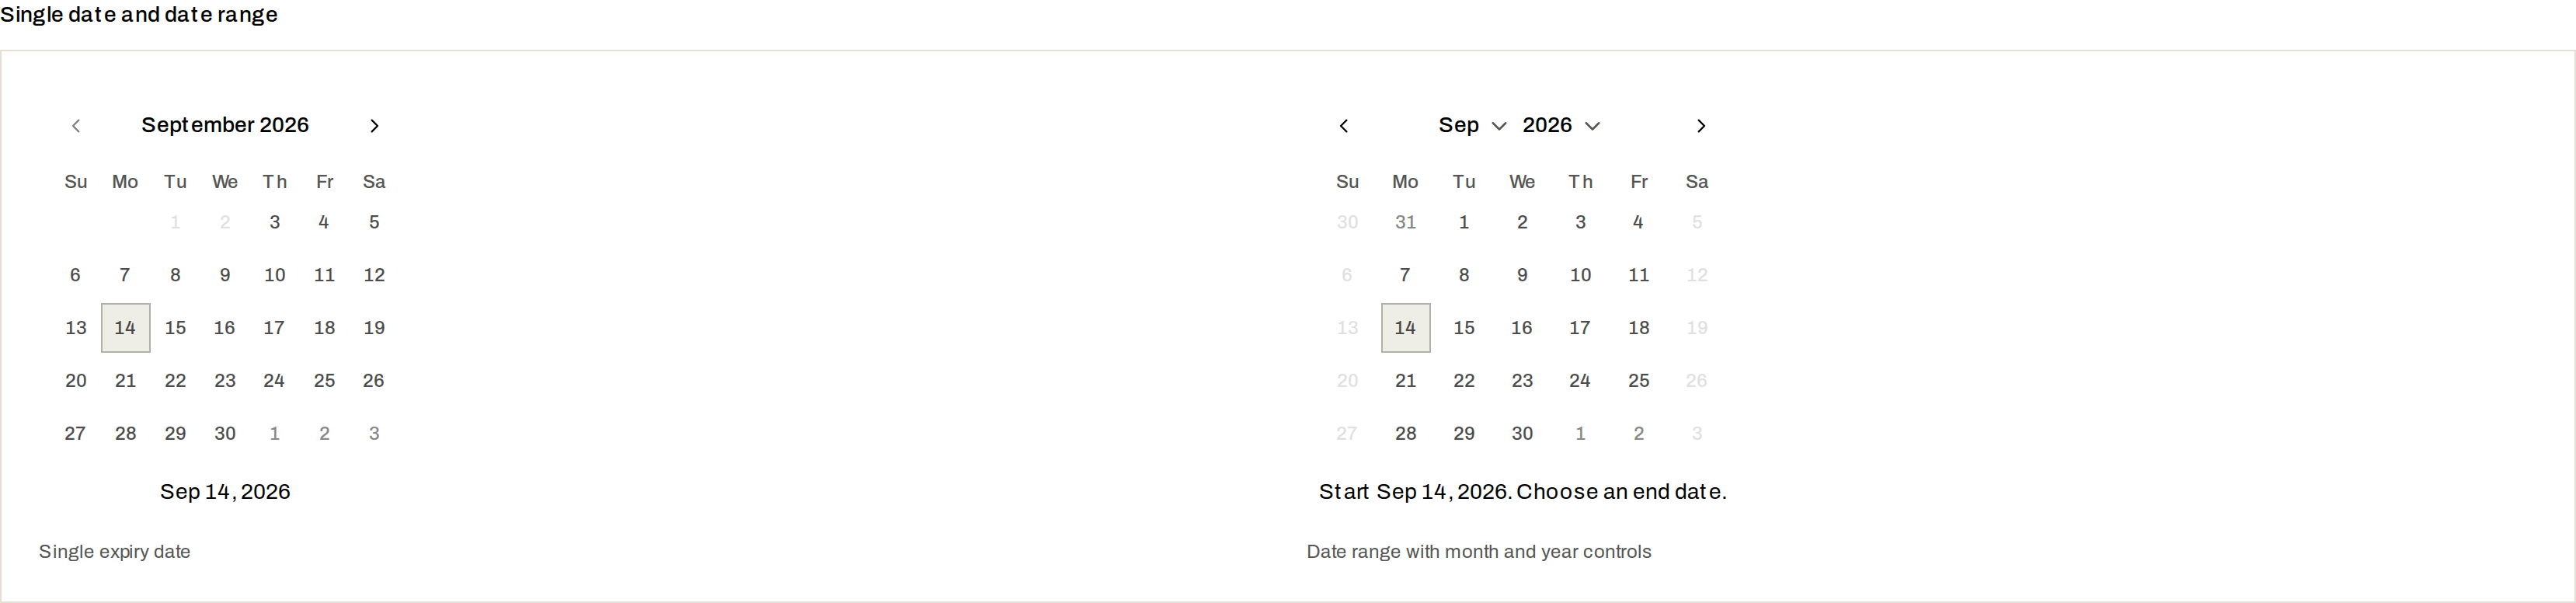 Single date and date range
September 2026
Su Mo Tu We Th Fr Sa
1 2 3 4 5
6 7 8 9 10 11 12
13 14 15 16 17 18 19
20 21 22 23 24 25 26
27 28 29 30 1 2 3
Sep 14, 2026
Single expiry date
Sep 2026
Su Mo Tu We Th Fr Sa
30 31 1 2 3 4 5
6 7 8 9 10 11 12
13 14 15 16 17 18 19
20 21 22 23 24 25 26
27 28 29 30 1 2 3
Start Sep 14, 2026. Choose an end date.
Date range with month and year controls